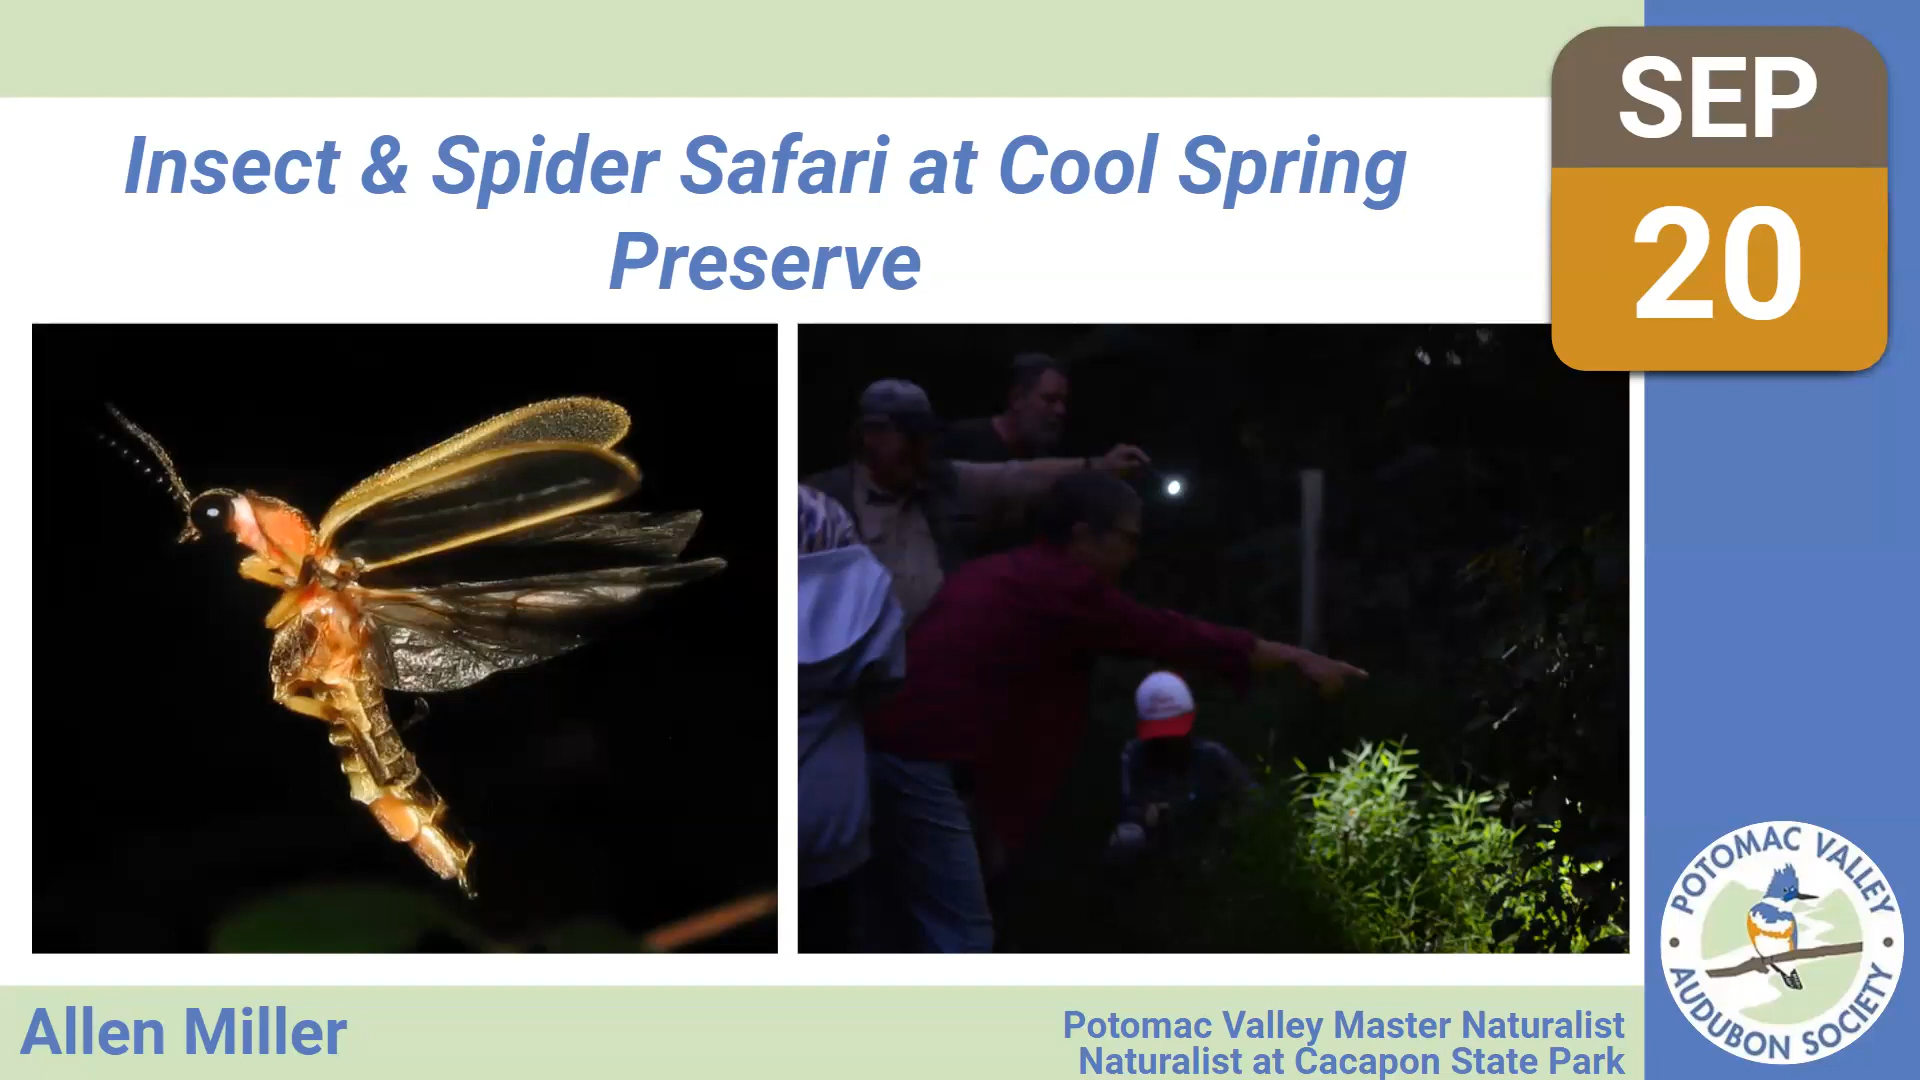 Insect & Spider Safari at Cool Spring
Preserve
SEP
20
Allen Miller
Potomac Valley Master Naturalist
Naturalist at Cacapon State Park
POTOMAC VALLEY
AUDUBON SOCIETY